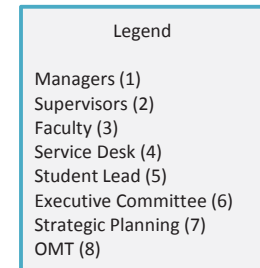 Legend
Managers (1)
Supervisors (2)
Faculty (3)
Service Desk (4)
Student Lead (5)
Executive Committee (6)
Strategic Planning (7)
OMT (8)